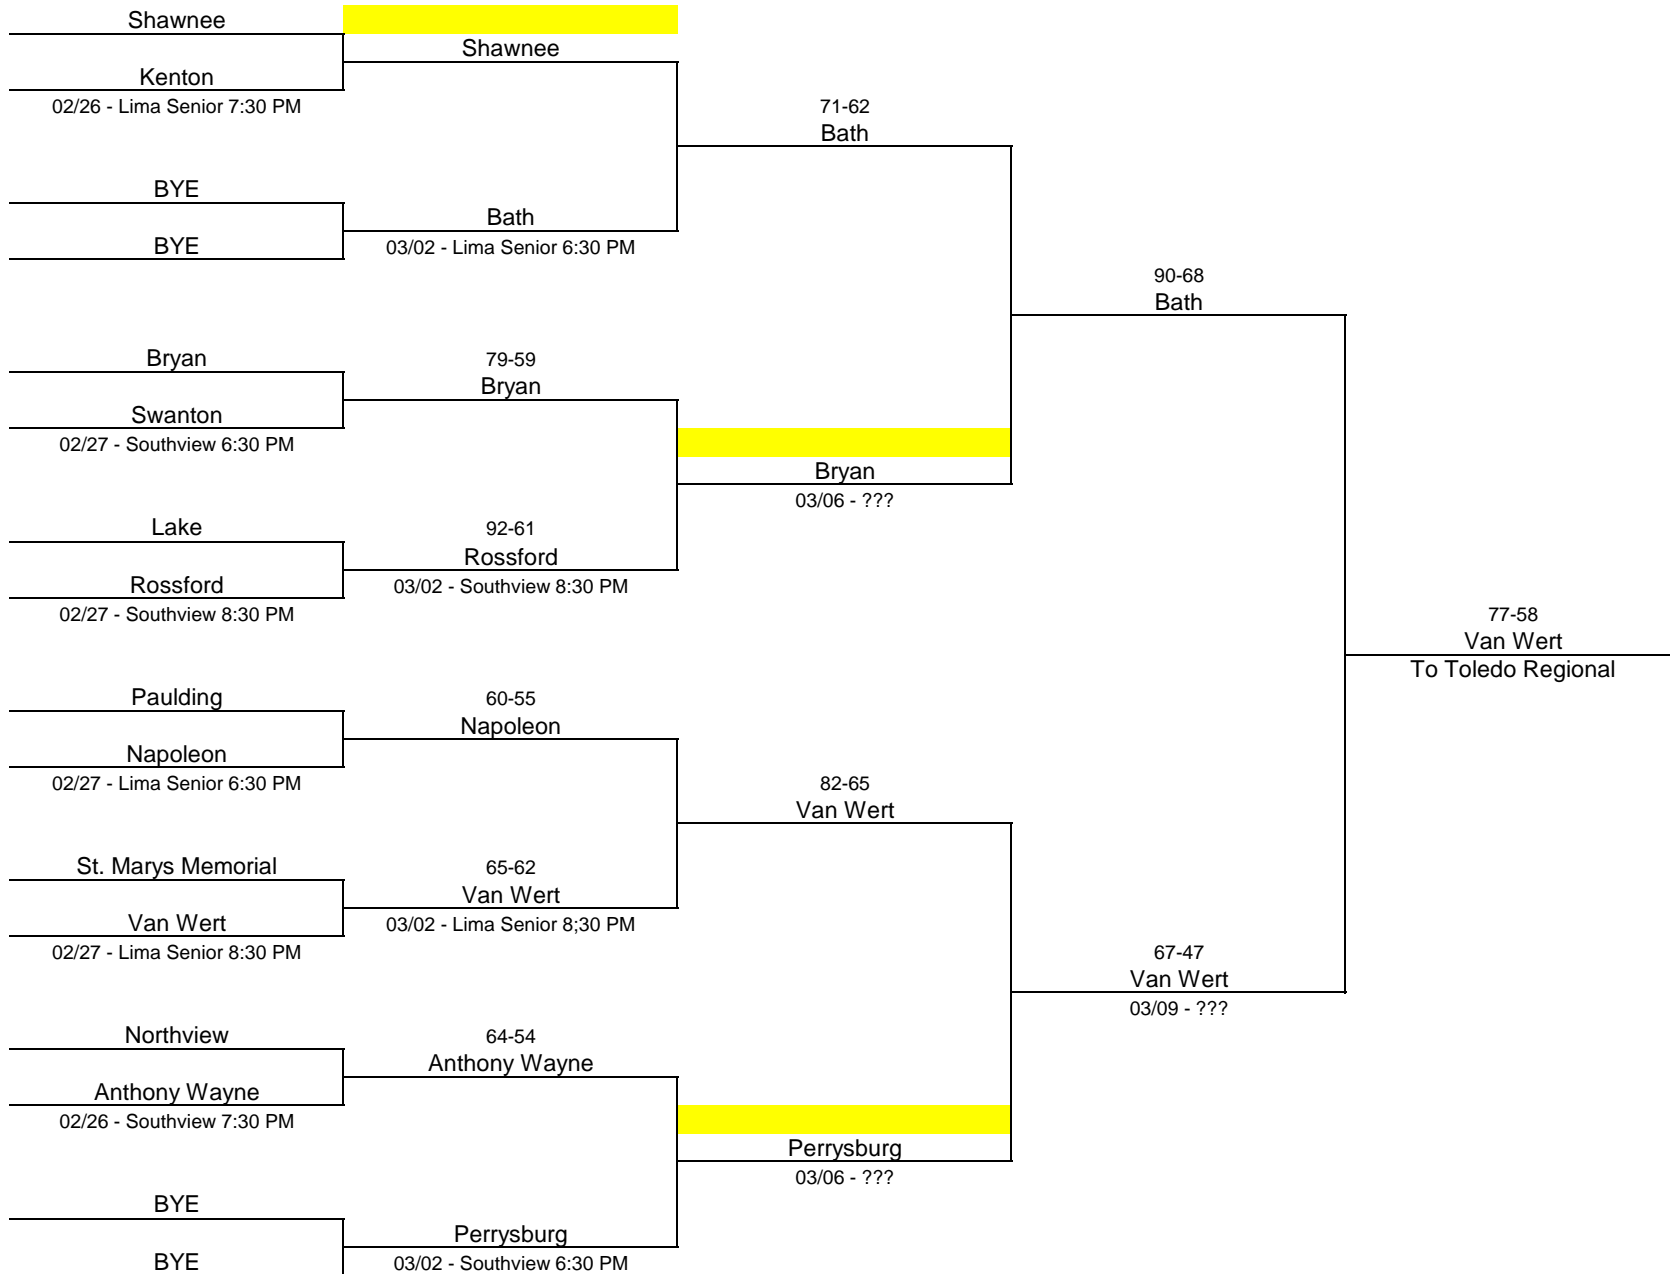 Shawnee
Shawnee
Kenton
02/26 - Lima Senior 7:30 PM
71-62
Bath
BYE
Bath
BYE
03/02 - Lima Senior 6:30 PM
90-68
Bath
Bryan
79-59
Bryan
Swanton
02/27 - Southview 6:30 PM
Bryan
03/06 - ???
Lake
92-61
Rossford
Rossford
03/02 - Southview 8:30 PM
02/27 - Southview 8:30 PM
77-58
Van Wert
To Toledo Regional
Paulding
60-55
Napoleon
Napoleon
02/27 - Lima Senior 6:30 PM
82-65
Van Wert
St. Marys Memorial
65-62
Van Wert
Van Wert
03/02 - Lima Senior 8;30 PM
02/27 - Lima Senior 8:30 PM
67-47
Van Wert
03/09 - ???
Northview
64-54
Anthony Wayne
Anthony Wayne
02/26 - Southview 7:30 PM
Perrysburg
03/06 - ???
BYE
Perrysburg
BYE
03/02 - Southview 6:30 PM